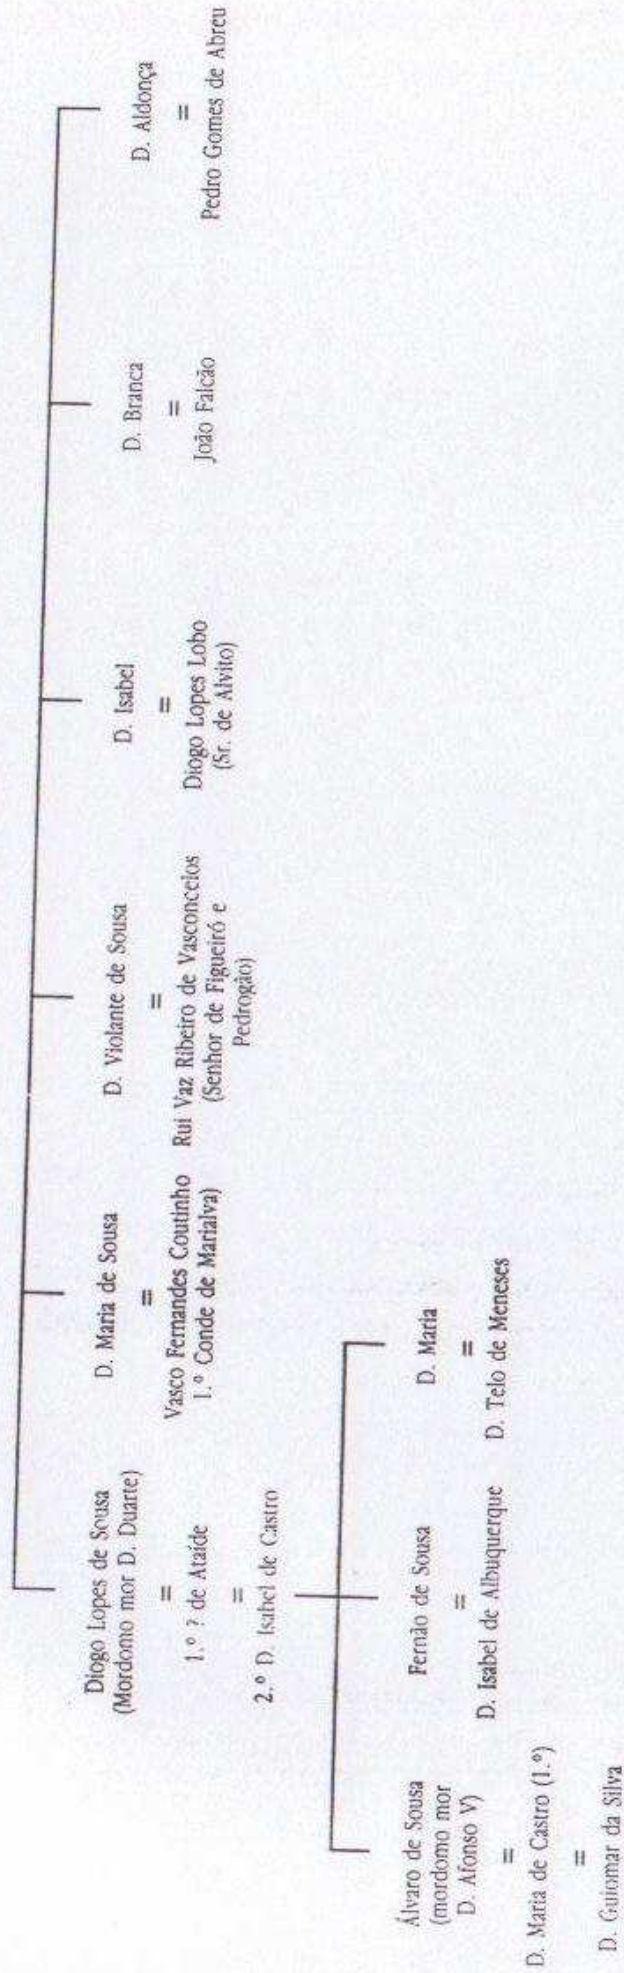 Diogo Lopes de Sousa
(Mordomo mor D. Duarte)
=
1.º ? de Ataíde
=
2.º D. Isabel de Castro
D. Maria de Sousa
=
Vasco Fernandes Coutinho
1.º Conde de Marialva)
D. Violante de Sousa
=
Rui Vaz Ribeiro de Vasconcelos
(Senhor de Figueiró e
Pedrogão)
D. Isabel
=
Diogo Lopes Lobo
(Sr. de Alvito)
D. Branca
=
João Falcão
D. Aldonça
=
Pedro Gomes de Abreu
Álvaro de Sousa
(mordomo mor
D. Afonso V)
=
D. Maria de Castro (1.º)
=
D. Guiomar da Silva
Fernão de Sousa
=
D. Isabel de Albuquerque
D. Maria
=
D. Telo de Meneses